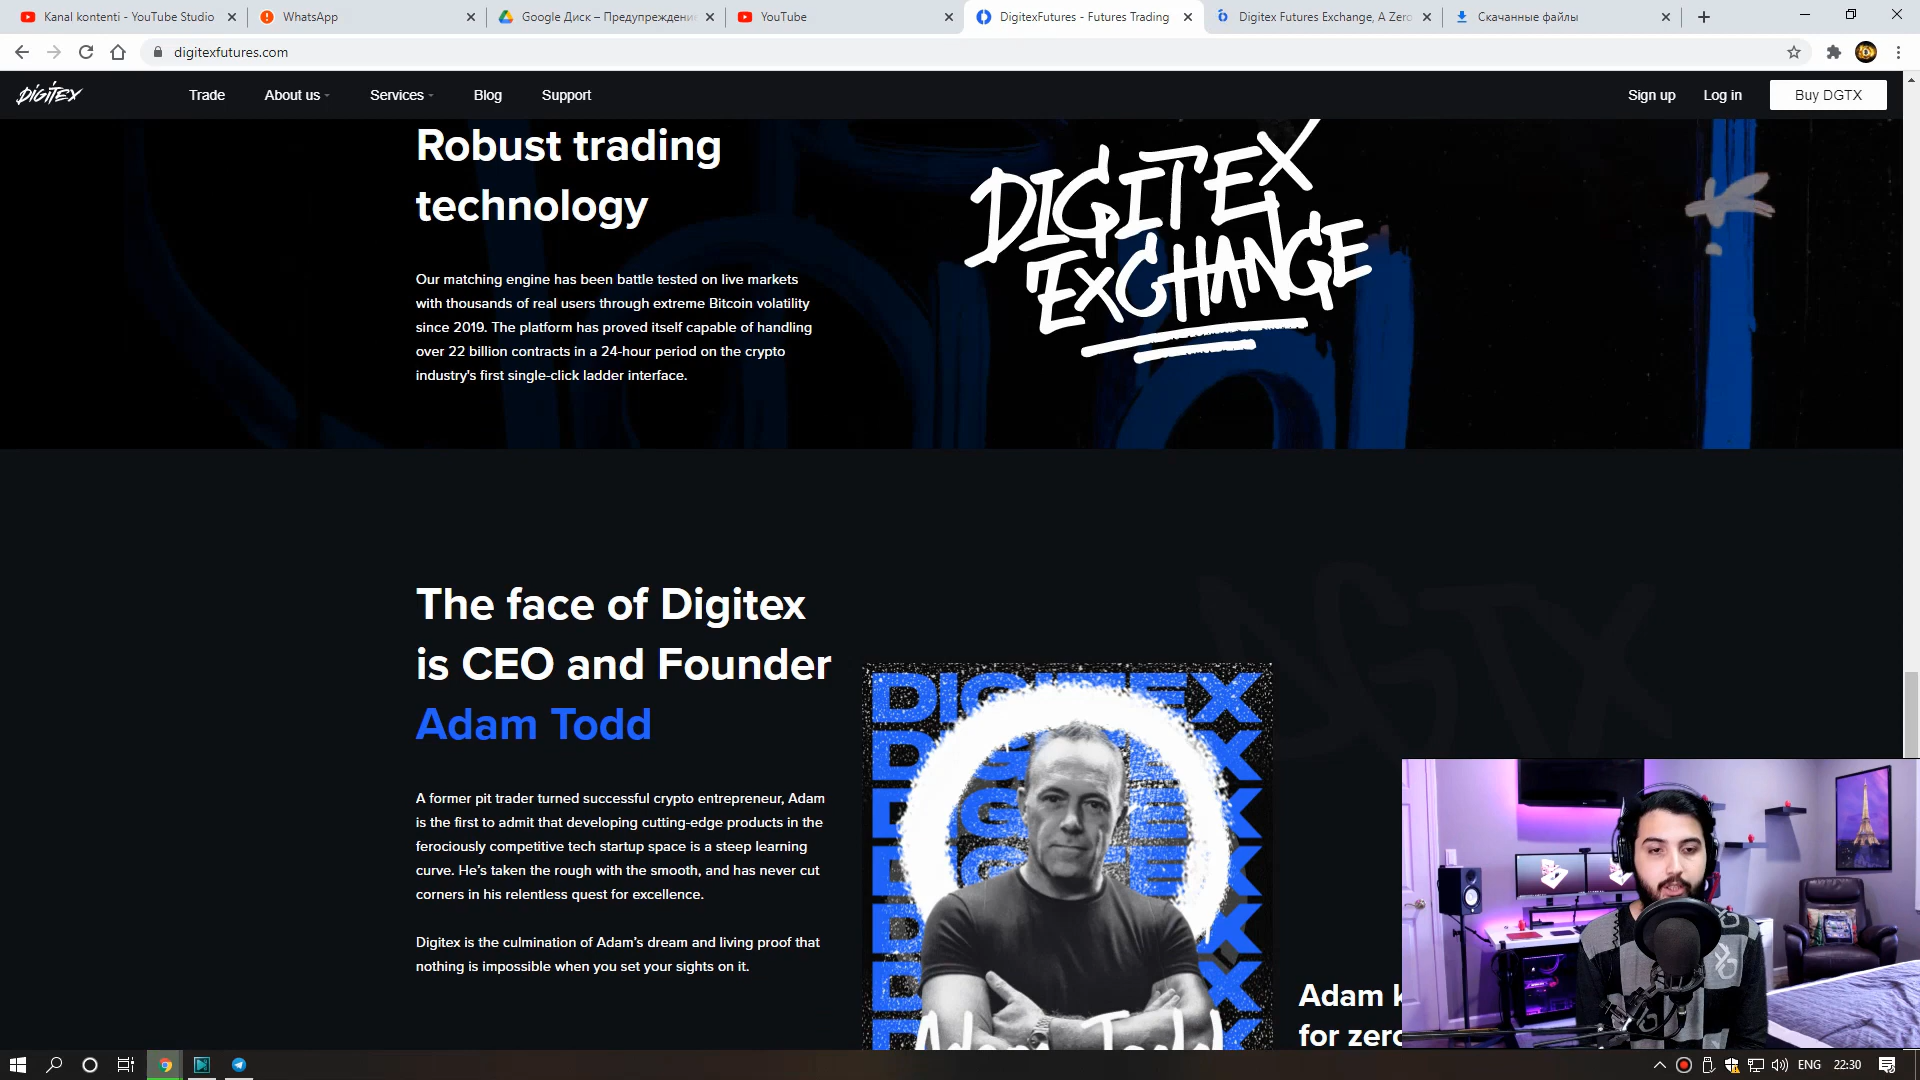 Kanal kontenti - YouTube Studio
WhatsApp
Google Диск – Предупреждени
YouTube
DigitexFutures - Futures Trading
Digitex Futures Exchange, A Zero
Скачанные файлы
digitexfutures.com
DIGITEX
Trade
About us
Services
Blog
Support
Sign up
Log in
Buy DGTX
Robust trading
technology
Our matching engine has been battle tested on live markets
with thousands of real users through extreme Bitcoin volatility
since 2019. The platform has proved itself capable of handling
over 22 billion contracts in a 24-hour period on the crypto
industry's first single-click ladder interface.
DIGITEX
EXCHANGE
The face of Digitex
is CEO and Founder
Adam Todd
A former pit trader turned successful crypto entrepreneur, Adam
is the first to admit that developing cutting-edge products in the
ferociously competitive tech startup space is a steep learning
curve. He's taken the rough with the smooth, and has never cut
corners in his relentless quest for excellence.
Digitex is the culmination of Adam's dream and living proof that
nothing is impossible when you set your sights on it.
DGTX
DIGITEX
Adam Todd
Adam k
for zero
ENG
22:30